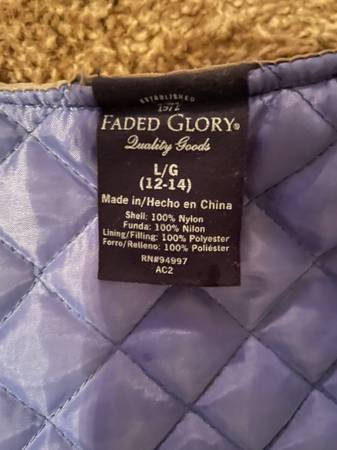 ESTABLISHED
1972
FADED GLORY®
Quality Goods
L/G
(12-14)
Made in/Hecho en China
Shell: 100% Nylon
Funda: 100% Nilon
Lining/Filling: 100% Polyester
Forro/Relleno: 100% Poliéster
RN#94997
AC2